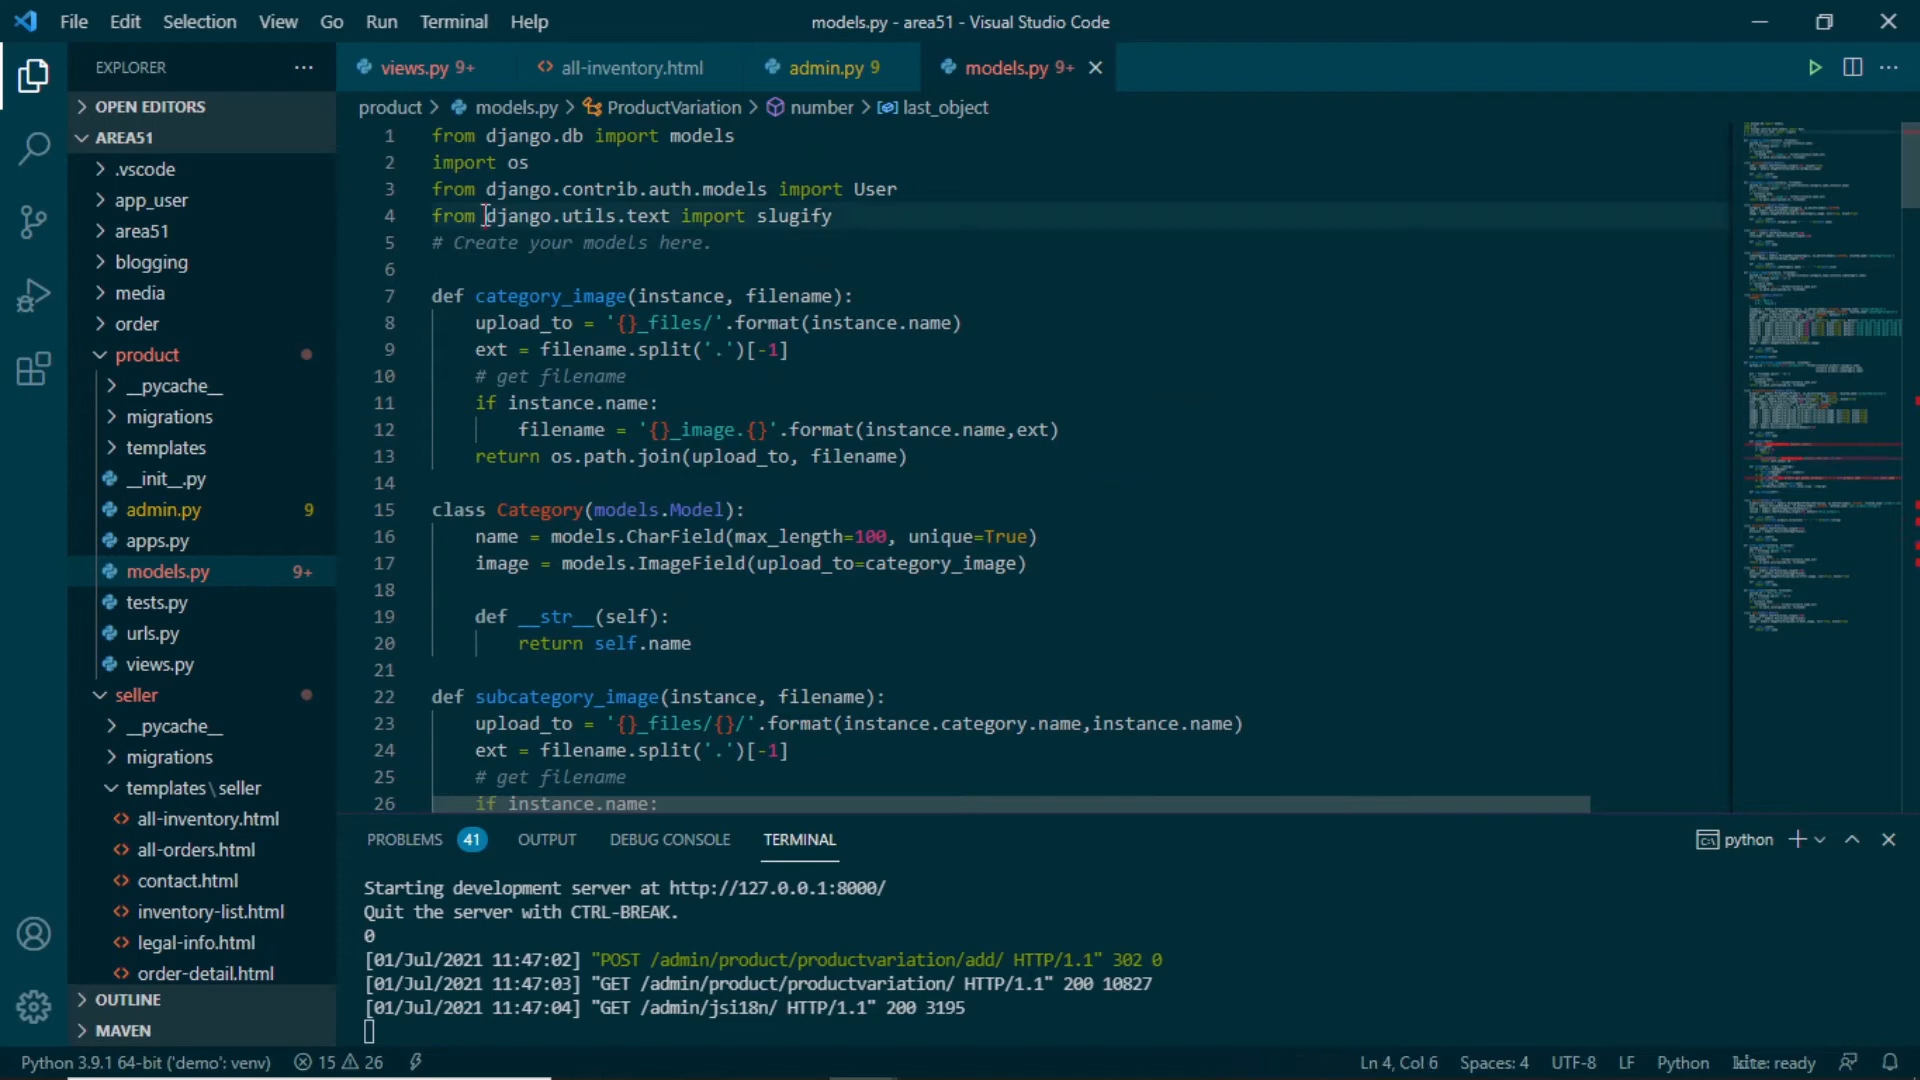 File Edit Selection View Go Run Terminal Help
models.py - area51 - Visual Studio Code
EXPLORER
OPEN EDITORS
AREA51
.vscode
app_user
area51
blogging
media
order
product
__pycache__
migrations
templates
__init__.py
admin.py 9
apps.py
models.py 9+
tests.py
urls.py
views.py
seller
__pycache__
migrations
templates\seller
all-inventory.html
all-orders.html
contact.html
inventory-list.html
legal-info.html
order-detail.html
OUTLINE
MAVEN
views.py 9+ all-inventory.html admin.py 9 models.py 9+
product > models.py > ProductVariation > number > last_object
1 from django.db import models
2 import os
3 from django.contrib.auth.models import User
4 from django.utils.text import slugify
5 # Create your models here.
6
7 def category_image(instance, filename):
8 upload_to = '{}_files/'.format(instance.name)
9 ext = filename.split('.')[-1]
10 # get filename
11 if instance.name:
12 filename = '{}_image.{}'.format(instance.name,ext)
13 return os.path.join(upload_to, filename)
14
15 class Category(models.Model):
16 name = models.CharField(max_length=100, unique=True)
17 image = models.ImageField(upload_to=category_image)
18
19 def __str__(self):
20 return self.name
21
22 def subcategory_image(instance, filename):
23 upload_to = '{}_files/{}/'.format(instance.category.name,instance.name)
24 ext = filename.split('.')[-1]
25 # get filename
26 if instance.name:
PROBLEMS 41 OUTPUT DEBUG CONSOLE TERMINAL
python
Starting development server at http://127.0.0.1:8000/
Quit the server with CTRL-BREAK.
0
[01/Jul/2021 11:47:02] "POST /admin/product/productvariation/add/ HTTP/1.1" 302 0
[01/Jul/2021 11:47:03] "GET /admin/product/productvariation/ HTTP/1.1" 200 10827
[01/Jul/2021 11:47:04] "GET /admin/jsi18n/ HTTP/1.1" 200 3195
Python 3.9.1 64-bit ('demo': venv) 15 26
Ln 4, Col 6 Spaces: 4 UTF-8 LF Python kite: ready